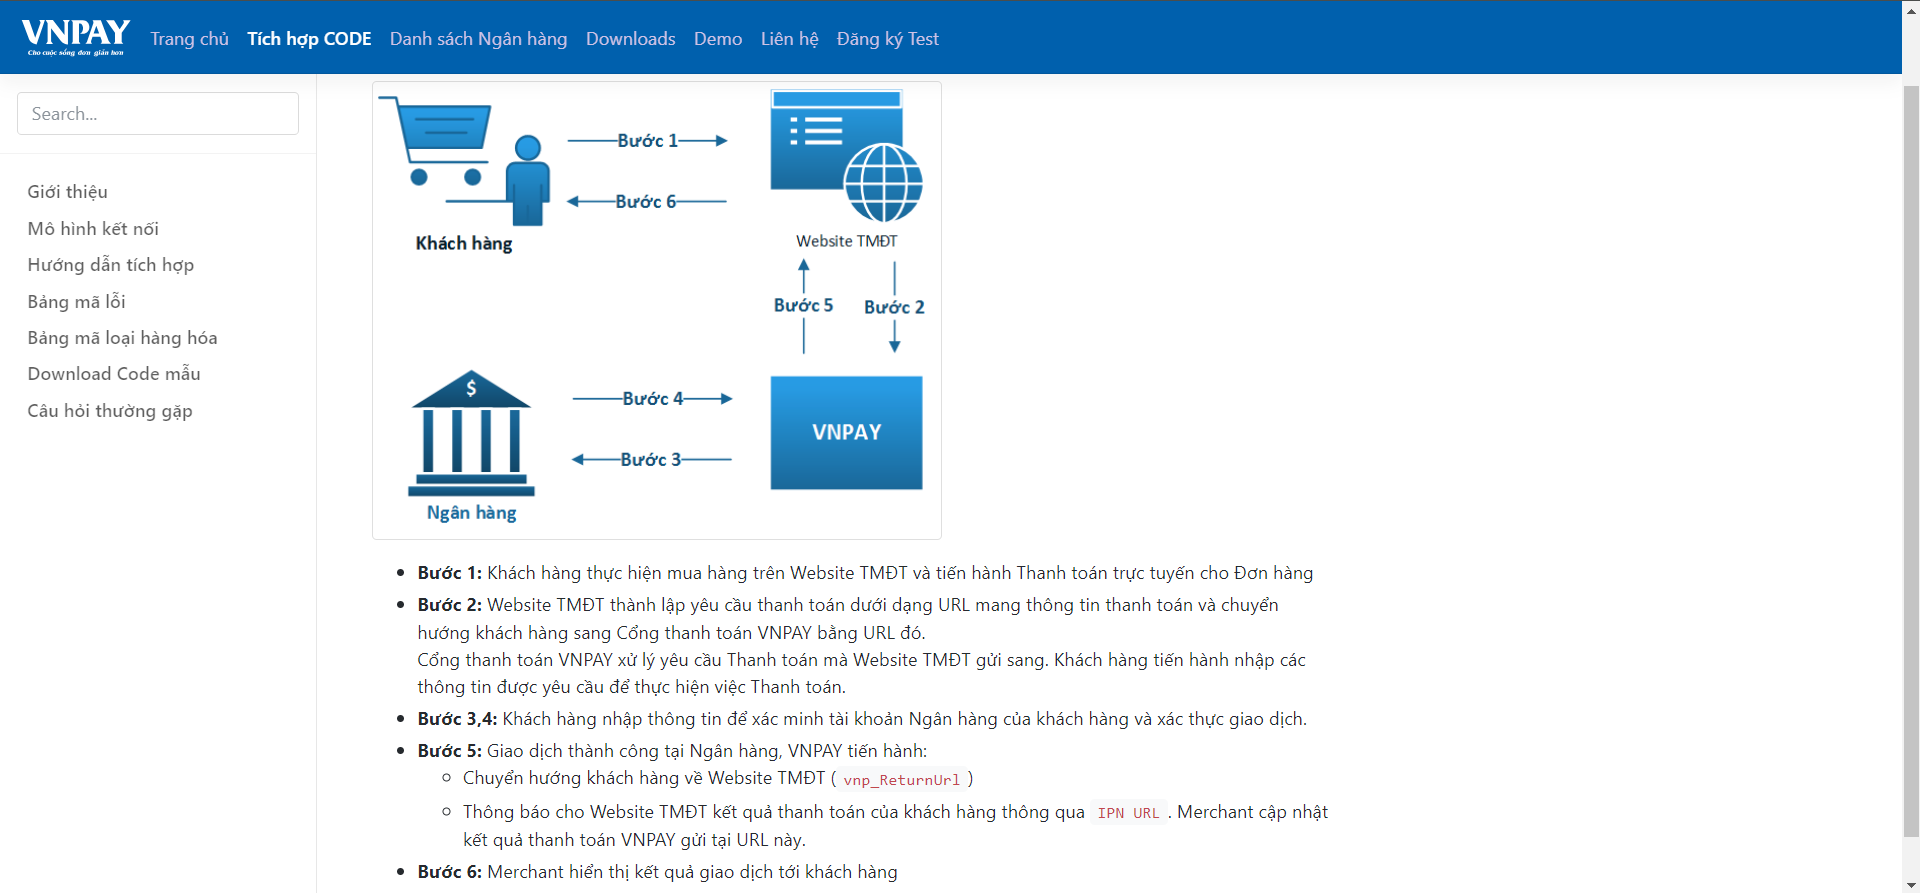 VNPAY
Cho cuộc sống đơn giản hơn
Trang chủ
Tích hợp CODE
Danh sách Ngân hàng
Downloads
Demo
Liên hệ
Đăng ký Test
Search...
Giới thiệu
Mô hình kết nối
Hướng dẫn tích hợp
Bảng mã lỗi
Bảng mã loại hàng hóa
Download Code mẫu
Câu hỏi thường gặp
Bước 1
Bước 6
Khách hàng
Website TMĐT
Bước 5
Bước 2
$
Bước 4
VNPAY
Bước 3
Ngân hàng
Bước 1: Khách hàng thực hiện mua hàng trên Website TMĐT và tiến hành Thanh toán trực tuyến cho Đơn hàng
Bước 2: Website TMĐT thành lập yêu cầu thanh toán dưới dạng URL mang thông tin thanh toán và chuyển
hướng khách hàng sang Cổng thanh toán VNPAY bằng URL đó.
Cổng thanh toán VNPAY xử lý yêu cầu Thanh toán mà Website TMĐT gửi sang. Khách hàng tiến hành nhập các
thông tin được yêu cầu để thực hiện việc Thanh toán.
Bước 3,4: Khách hàng nhập thông tin để xác minh tài khoản Ngân hàng của khách hàng và xác thực giao dịch.
Bước 5: Giao dịch thành công tại Ngân hàng, VNPAY tiến hành:
Chuyển hướng khách hàng về Website TMĐT ( vnp_ReturnUrl )
Thông báo cho Website TMĐT kết quả thanh toán của khách hàng thông qua IPN URL . Merchant cập nhật
kết quả thanh toán VNPAY gửi tại URL này.
Bước 6: Merchant hiển thị kết quả giao dịch tới khách hàng